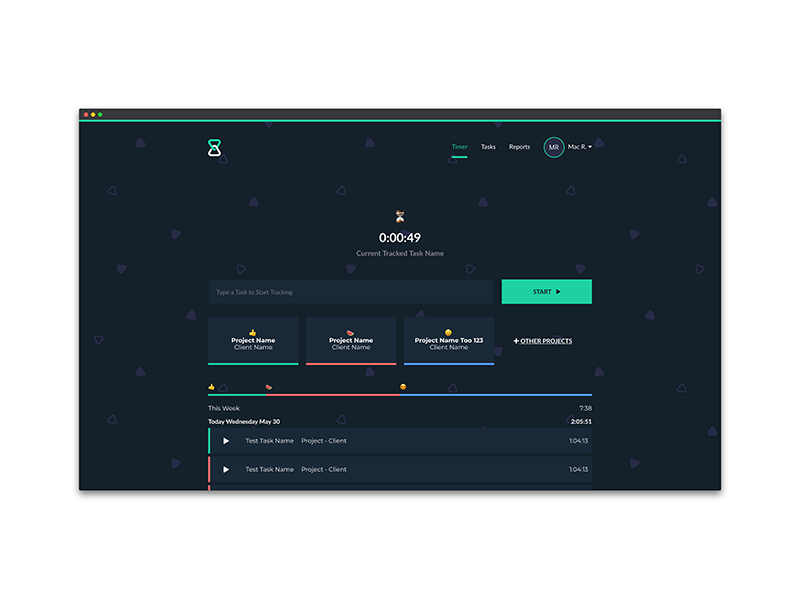 Timer Tasks Reports MR Mac R.
0:00:49
Current Tracked Task Name
Type a Task to Start Tracking START
Project Name Project Name Project Name Too 123
Client Name Client Name Client Name
+ OTHER PROJECTS
This Week 7:38
Today Wednesday May 30 2:05:51
Test Task Name Project - Client 1:04:13
Test Task Name Project - Client 1:04:13